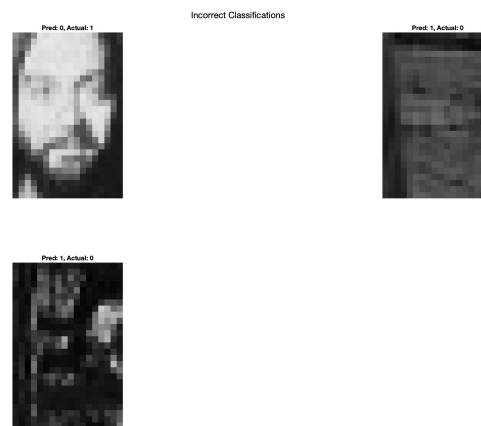 Incorrect Classifications
Pred: 0, Actual: 1
Pred: 1, Actual: 0
Pred: 1, Actual: 0